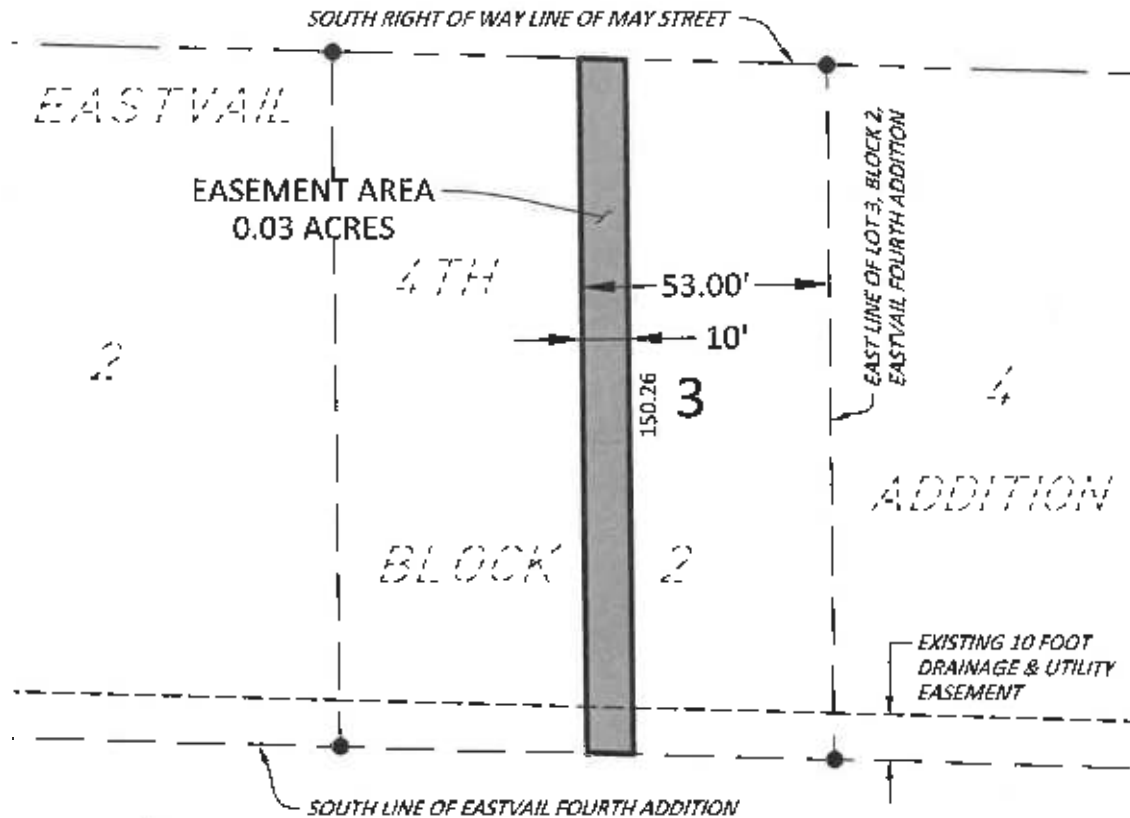 SOUTH RIGHT OF WAY LINE OF MAY STREET
EASTVAIL
EASEMENT AREA
0.03 ACRES
4TH
53.00'
10'
EAST LINE OF LOT 3, BLOCK 2,
EASTVAIL FOURTH ADDITION
2
150.26
3
4
ADDITION
BLOCK 2
EXISTING 10 FOOT
DRAINAGE & UTILITY
EASEMENT
SOUTH LINE OF EASTVAIL FOURTH ADDITION